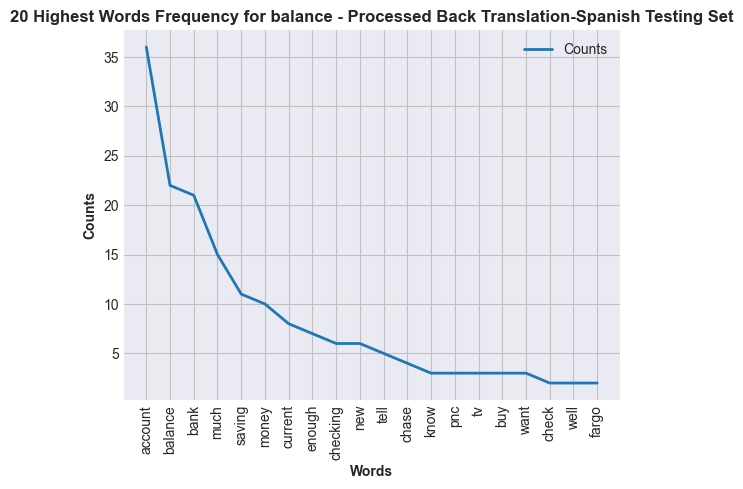 20 Highest Words Frequency for balance - Processed Back Translation-Spanish Testing Set
Counts
35
30
25
20
15
10
5
Counts
account
balance
bank
much
saving
money
current
enough
checking
new
tell
chase
know
pnc
tv
buy
want
check
well
fargo
Words